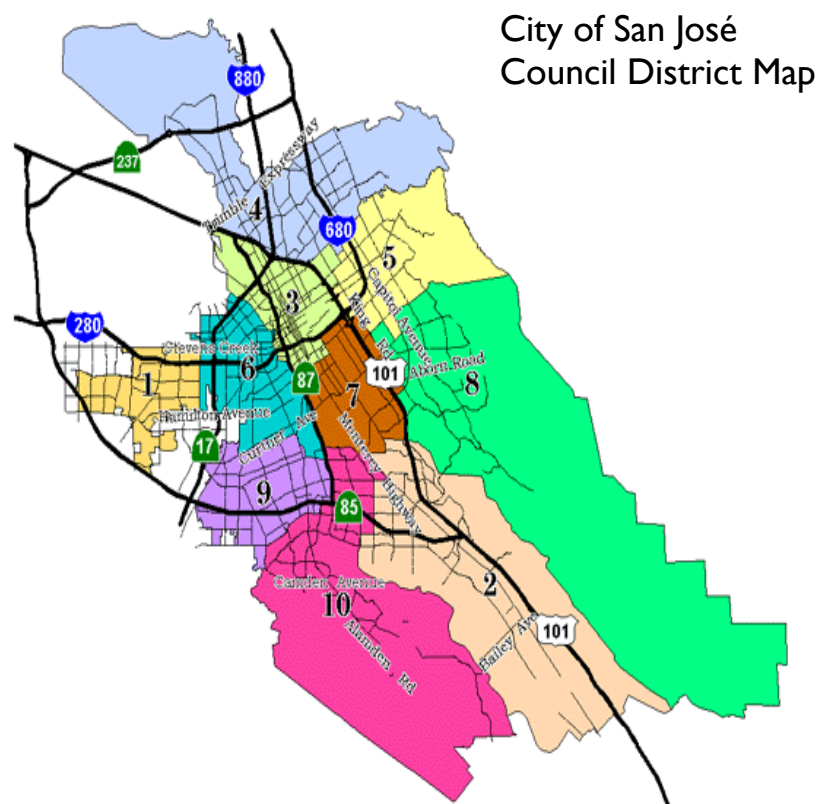 City of San José
Council District Map
880
237
Trimble Expressway
4
680
5
3
Capitol Avenue
King Rd
280
Stevens Creek
6
1
87
101
Aborn Road
7
8
Hamilton Avenue
Curtner Ave
17
Monterey Highway
9
85
2
Camden Avenue
10
Bailey Ave
101
Alamden Rd